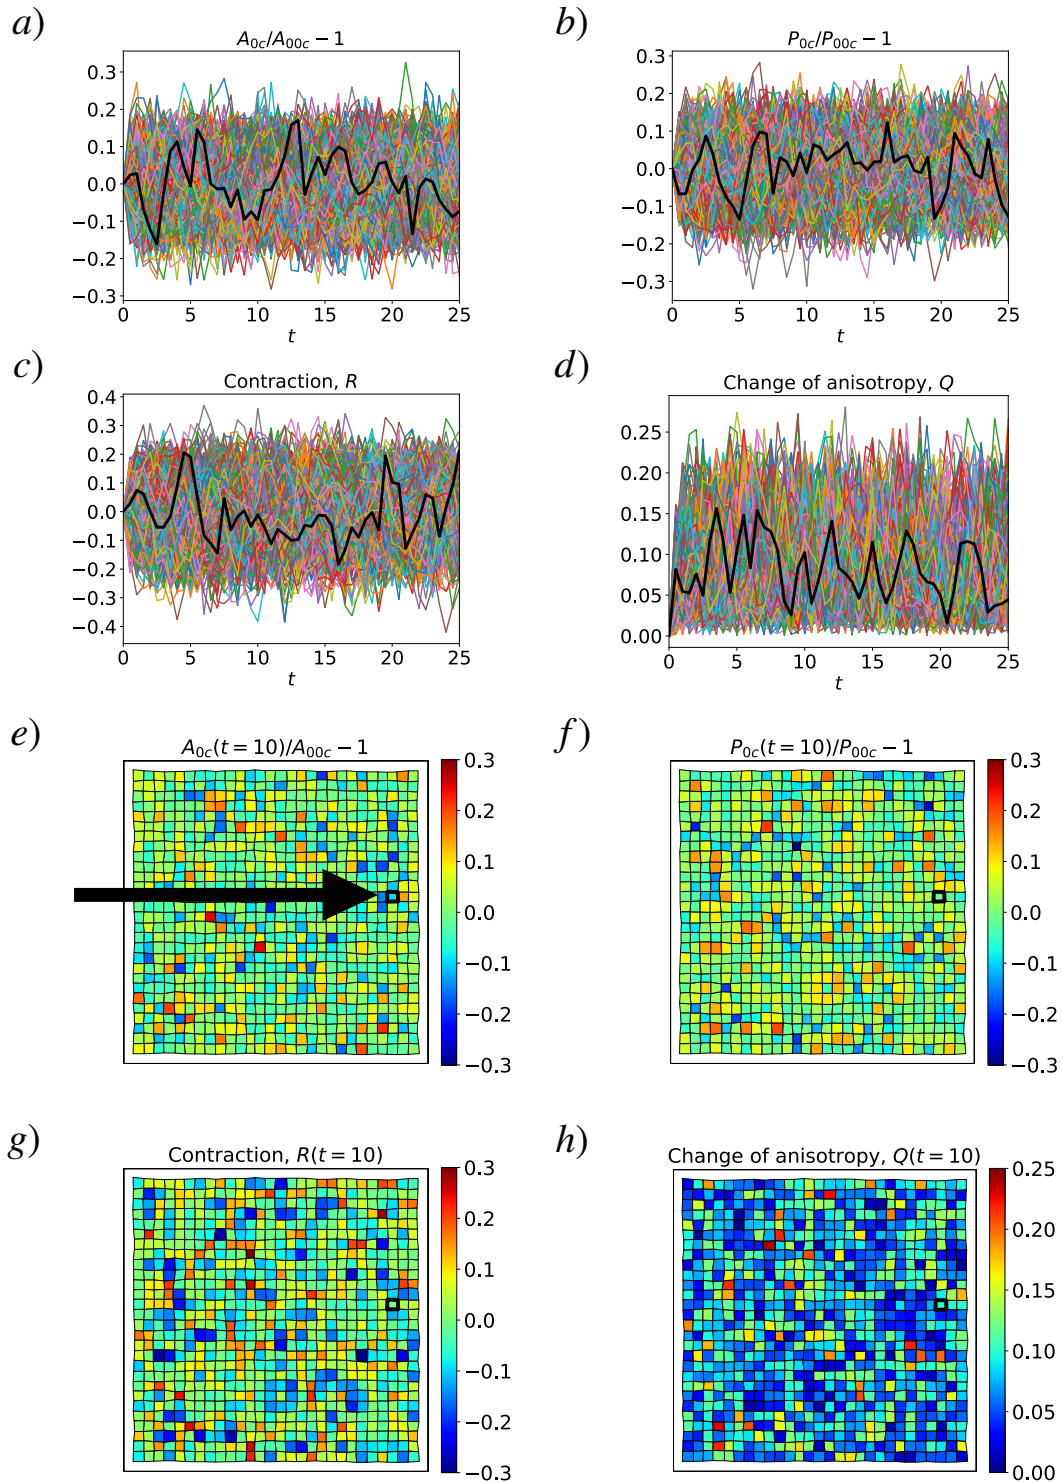 a)
A0c/A00c − 1
0.3
0.2
0.1
0.0
−0.1
−0.2
−0.3
0 5 10 15 20 25
t
b)
P0c/P00c − 1
0.3
0.2
0.1
0.0
−0.1
−0.2
−0.3
0 5 10 15 20 25
t
c)
Contraction, R
0.4
0.3
0.2
0.1
0.0
−0.1
−0.2
−0.3
−0.4
0 5 10 15 20 25
t
d)
Change of anisotropy, Q
0.25
0.20
0.15
0.10
0.05
0.00
0 5 10 15 20 25
t
e)
A0c(t = 10)/A00c − 1
0.3
0.2
0.1
0.0
−0.1
−0.2
−0.3
f)
P0c(t = 10)/P00c − 1
0.3
0.2
0.1
0.0
−0.1
−0.2
−0.3
g)
Contraction, R(t = 10)
0.3
0.2
0.1
0.0
−0.1
−0.2
−0.3
h)
Change of anisotropy, Q(t = 10)
0.25
0.20
0.15
0.10
0.05
0.00